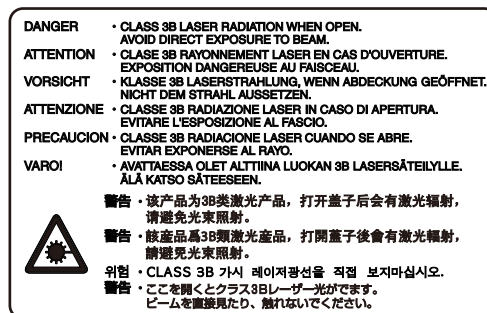 DANGER ・CLASS 3B LASER RADIATION WHEN OPEN.
AVOID DIRECT EXPOSURE TO BEAM.
ATTENTION ・CLASE 3B RAYONNEMENT LASER EN CAS D'OUVERTURE.
EXPOSITION DANGEREUSE AU FAISCEAU.
VORSICHT ・KLASSE 3B LASERSTRAHLUNG, WENN ABDECKUNG GEÖFFNET.
NICHT DEM STRAHL AUSSETZEN.
ATTENZIONE ・CLASSE 3B RADIAZIONE LASER IN CASO DI APERTURA.
EVITARE L'ESPOSIZIONE AL FASCIO.
PRECAUCION・CLASSE 3B RADIACIONE LASER CUANDO SE ABRE.
EVITAR EXPONERSE AL RAYO.
VARO! ・AVATTAESSA OLET ALTTIINA LUOKAN 3B LASERSÄTEILYLLE.
ÄLÄ KATSO SÄTEESEEN.
警告・该产品为3B类激光产品，打开盖子后会有激光辐射，
请避免光束照射。
警告・該産品爲3B類激光産品，打開蓋子後會有激光輻射，
請避免光束照射。
위험・CLASS 3B 가시 레이저광선을 직접 보지마십시오.
警告・ここを開くとクラス3Bレーザー光がでます。
ビームを直接見たり、触れないでください。